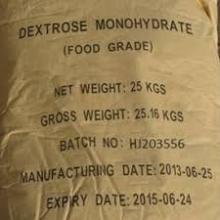 DEXTROSE MONOHYDRATE
(FOOD GRADE)
NET WEIGHT: 25 KGS
GROSS WEIGHT: 25.16 KGS
BATCH NO: HJ203556
MANUFACTURING DATE: 2013-06-25
EXPIRY DATE: 2015-06-24